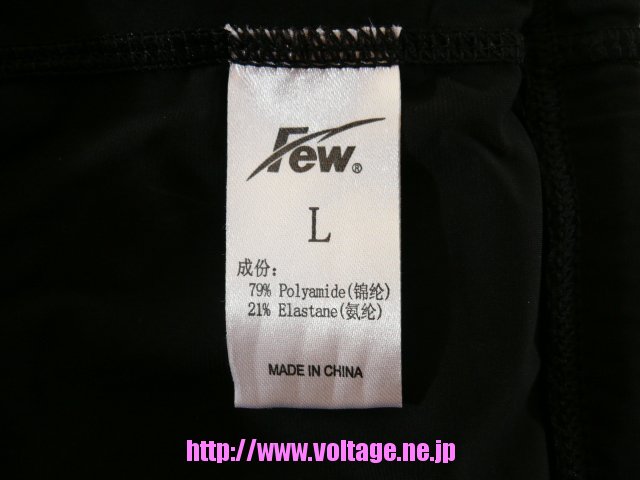 Few®
L
成份:
79% Polyamide(锦纶)
21% Elastane(氨纶)
MADE IN CHINA
http://www.voltage.ne.jp